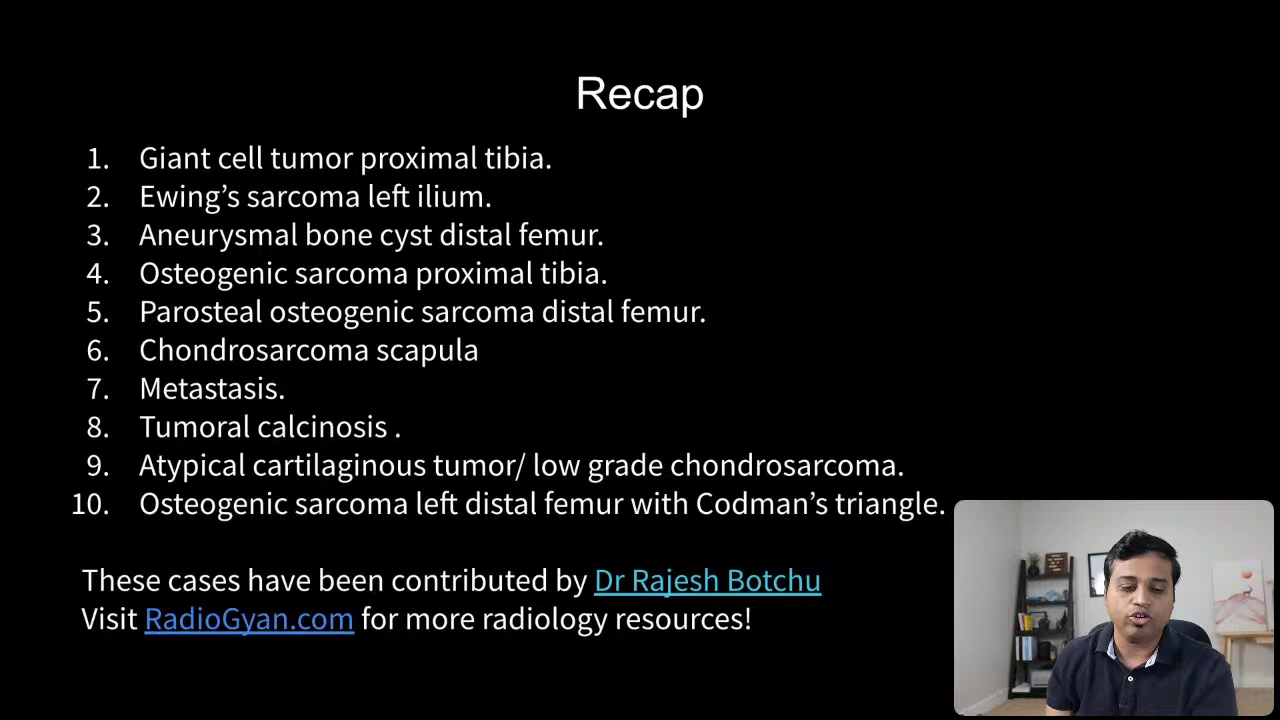 Recap
1. Giant cell tumor proximal tibia.
2. Ewing’s sarcoma left ilium.
3. Aneurysmal bone cyst distal femur.
4. Osteogenic sarcoma proximal tibia.
5. Parosteal osteogenic sarcoma distal femur.
6. Chondrosarcoma scapula
7. Metastasis.
8. Tumoral calcinosis .
9. Atypical cartilaginous tumor/ low grade chondrosarcoma.
10. Osteogenic sarcoma left distal femur with Codman’s triangle.
These cases have been contributed by Dr Rajesh Botchu
Visit RadioGyan.com for more radiology resources!